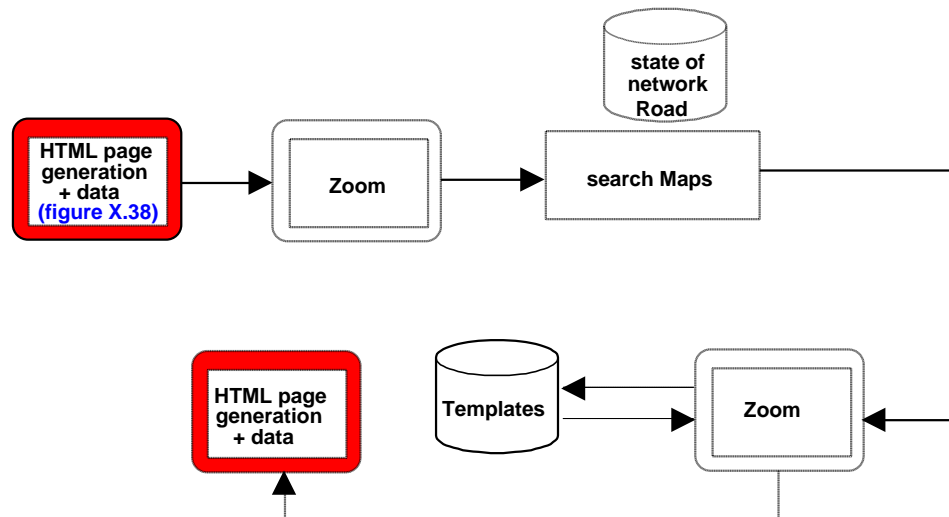 state of
network
Road
HTML page
generation
+ data
(figure X.38)
Zoom
search Maps
HTML page
generation
+ data
Templates
Zoom